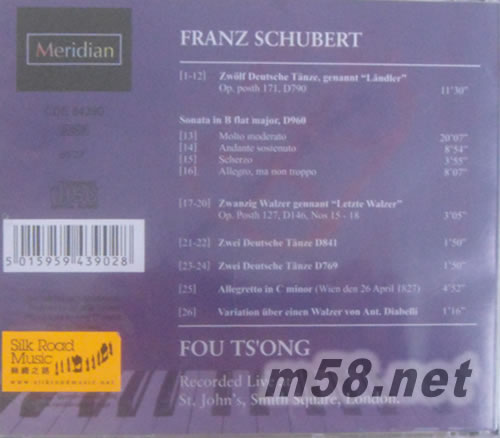 Meridian
FRANZ SCHUBERT
[1-12] Zwölf Deutsche Tänze, genannt “Ländler”
Op. posth 171, D790 11'30"
Sonata in B flat major, D960
[13] Molto moderato 20'07"
[14] Andante sostenuto 8'54"
[15] Scherzo 3'55"
[16] Allegro, ma non troppo 8'07"
[17-20] Zwanzig Walzer gennant “Letzte Walzer”
Op. Posth 127, D146, Nos 15 - 18 3'05"
[21-22] Zwei Deutsche Tänze D841 1'50"
[23-24] Zwei Deutsche Tänze D769 1'50"
[25] Allegretto in C minor (Wien den 26 April 1827) 4'52"
[26] Variation über einen Walzer von Ant. Diabelli 1'16"
FOU TS'ONG
Recorded Live at
St. John's, Smith Square, London.
5 015959 439028
Silk Road
Music
絲綢之路
www.silkroadmusic.net
m58.net